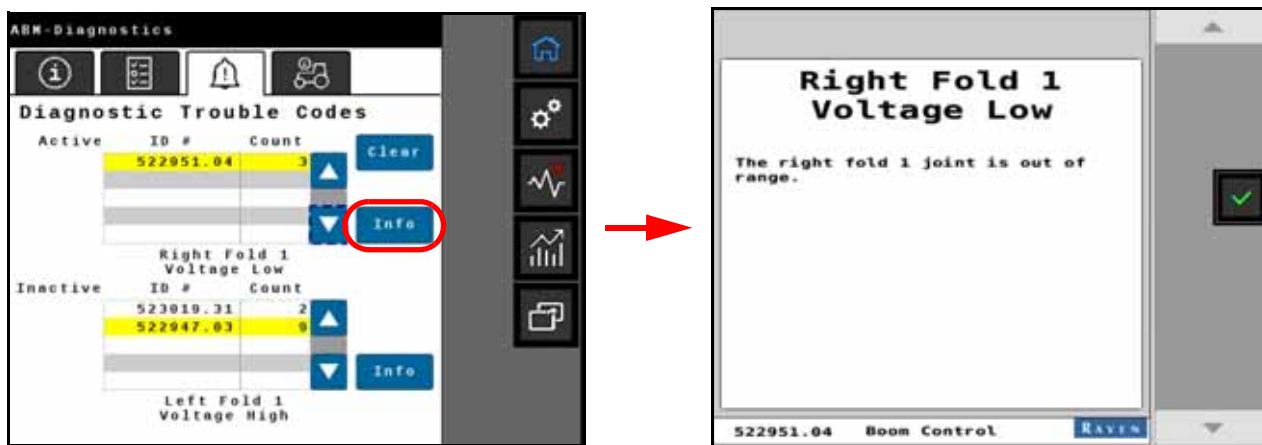 ABM-Diagnostics
Diagnostic Trouble Codes
Active ID # Count
522951.04 3
Clear
Info
Right Fold 1
Voltage Low
Inactive ID # Count
523019.31 2
522947.03 9
Info
Left Fold 1
Voltage High
Right Fold 1
Voltage Low
The right fold 1 joint is out of
range.
522951.04 Boom Control RAVEN